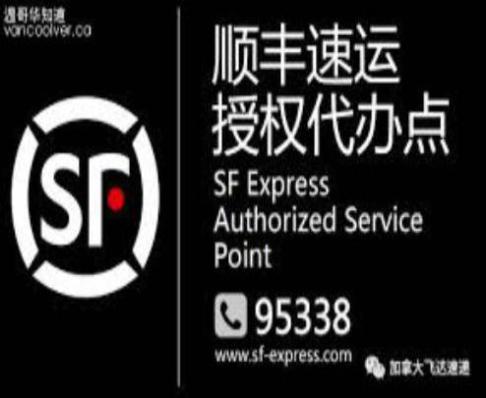 温哥华知道
vancoolver.ca
SF
顺丰速运
授权代办点
SF Express
Authorized Service
Point
95338
www.sf-express.com
加拿大飞达速递